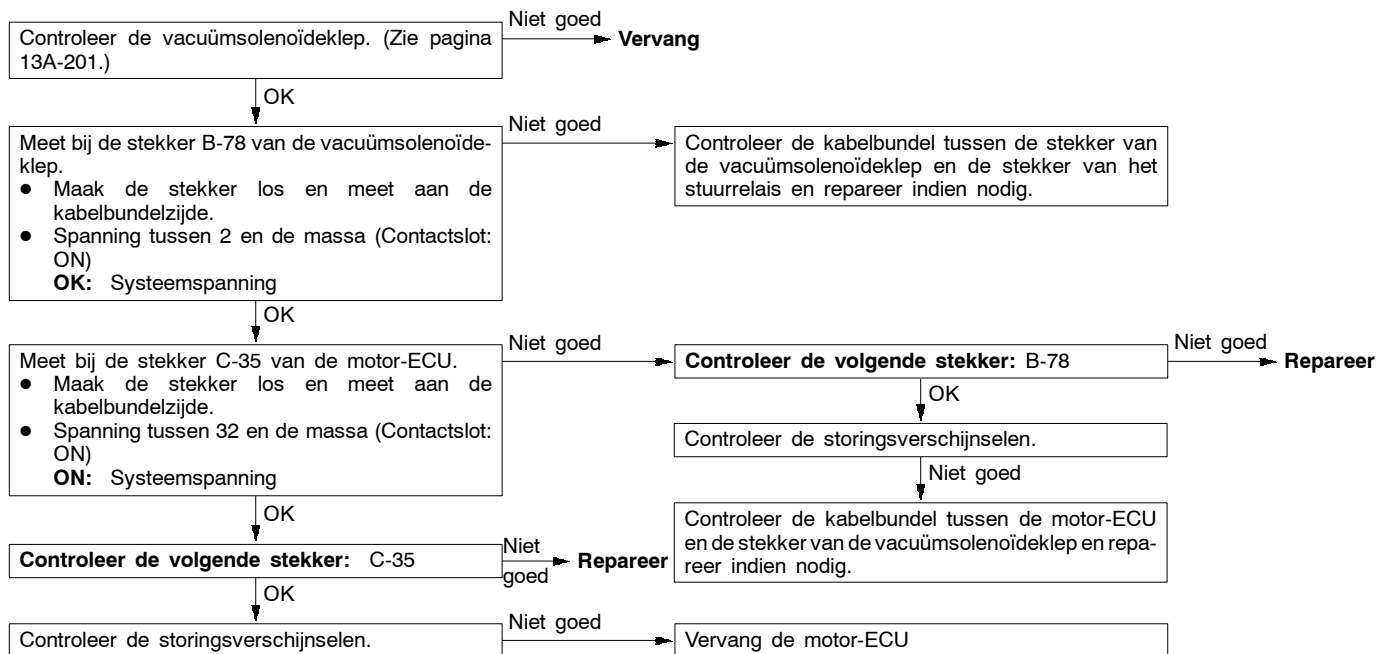 Controleer de vacuümsolenoïdeklep. (Zie pagina
13A-201.)
Niet goed
Vervang
OK
Meet bij de stekker B-78 van de vacuümsolenoïde-
klep.
● Maak de stekker los en meet aan de
kabelbundelzijde.
● Spanning tussen 2 en de massa (Contactslot:
ON)
OK: Systeemspanning
Niet goed
Controleer de kabelbundel tussen de stekker van
de vacuümsolenoïdeklep en de stekker van het
stuurrelais en repareer indien nodig.
OK
Meet bij de stekker C-35 van de motor-ECU.
● Maak de stekker los en meet aan de
kabelbundelzijde.
● Spanning tussen 32 en de massa (Contactslot:
ON)
ON: Systeemspanning
Niet goed
Controleer de volgende stekker: B-78
Niet goed
Repareer
OK
Controleer de storingsverschijnselen.
Niet goed
Controleer de kabelbundel tussen de motor-ECU
en de stekker van de vacuümsolenoïdeklep en repa-
reer indien nodig.
OK
Controleer de volgende stekker: C-35
Niet
goed
Repareer
OK
Controleer de storingsverschijnselen.
Niet goed
Vervang de motor-ECU